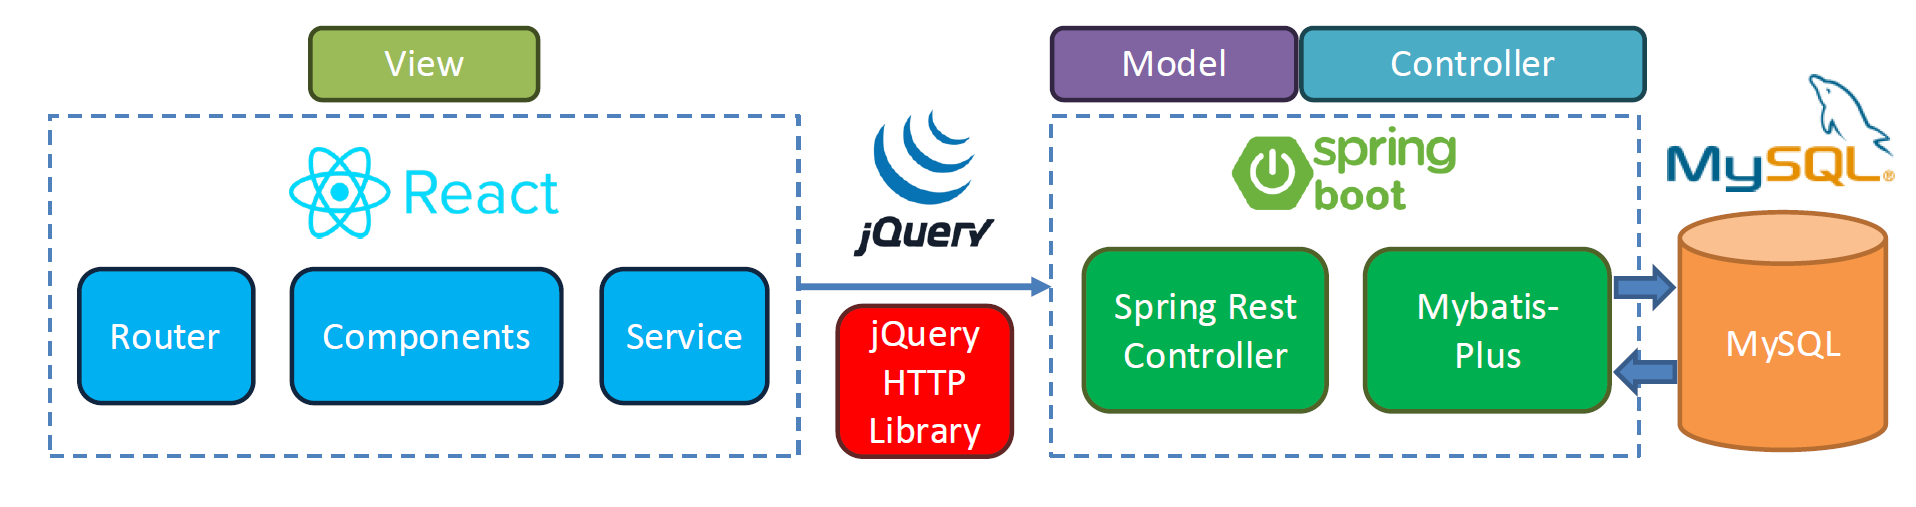 View
Model
Controller
React
jQuery
spring
boot
MySQL®
Router
Components
Service
jQuery
HTTP
Library
Spring Rest
Controller
Mybatis-
Plus
MySQL